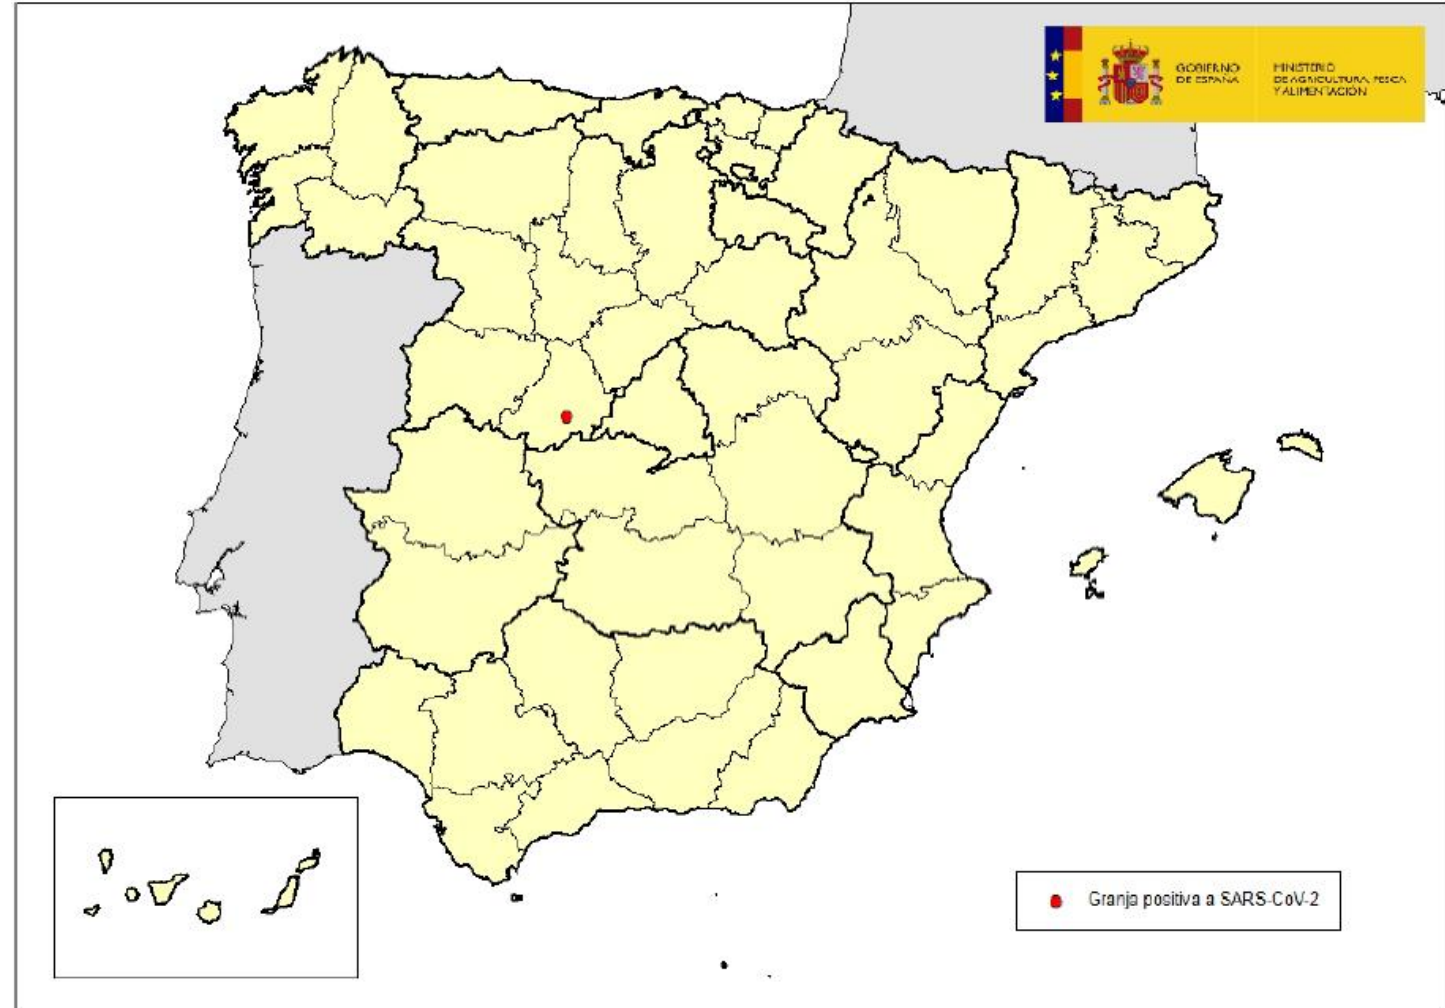 GOBIERNO
DE ESPAÑA
MINISTERIO
DE AGRICULTURA, PESCA
Y ALIMENTACIÓN
Granja positiva a SARS-CoV-2